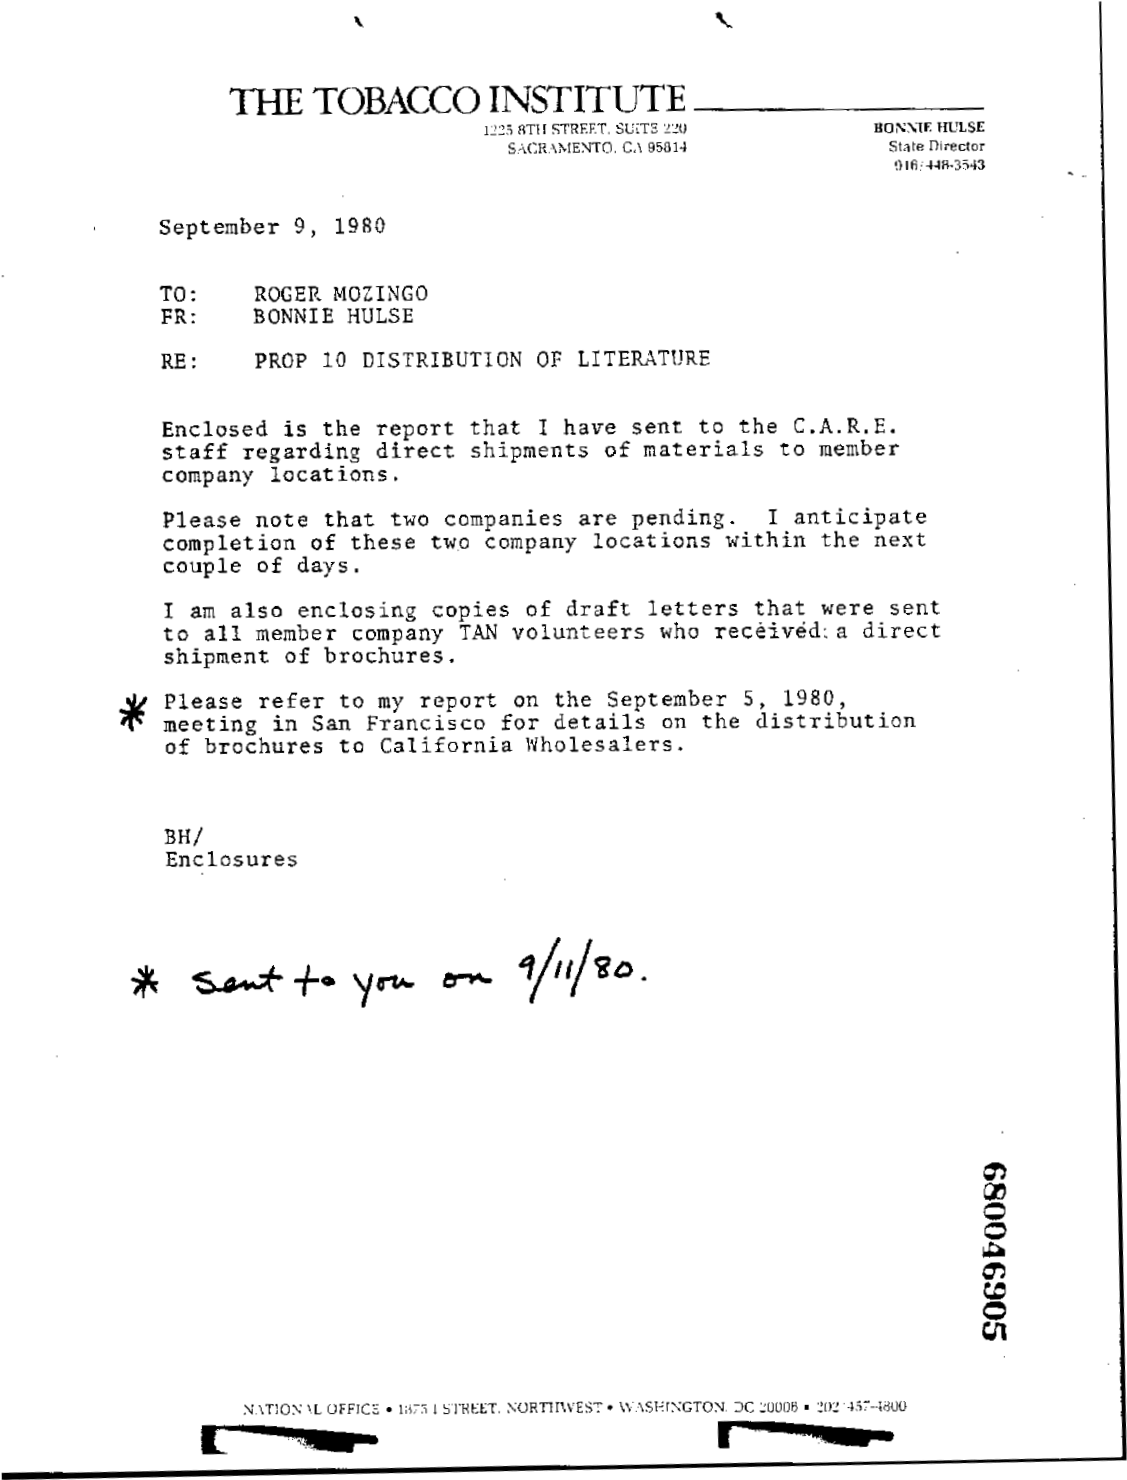 THE TOBACCO INSTITUTE
1225 8TH STREET, SUITE 220
SACRAMENTO, CA 95814
BONNIE HULSE
State Director
916/448-3543
September 9, 1980
TO: ROGER MOZINGO
FR: BONNIE HULSE
RE: PROP 10 DISTRIBUTION OF LITERATURE
Enclosed is the report that I have sent to the C.A.R.E.
staff regarding direct shipments of materials to member
company locations.
Please note that two companies are pending. I anticipate
completion of these two company locations within the next
couple of days.
I am also enclosing copies of draft letters that were sent
to all member company TAN volunteers who received a direct
shipment of brochures.
* Please refer to my report on the September 5, 1980,
meeting in San Francisco for details on the distribution
of brochures to California Wholesalers.
BH/
Enclosures
* Sent to you on 9/11/80.
680046905
NATIONAL OFFICE • 1875 I STREET, NORTHWEST • WASHINGTON, DC 20006 • 202/457-4800